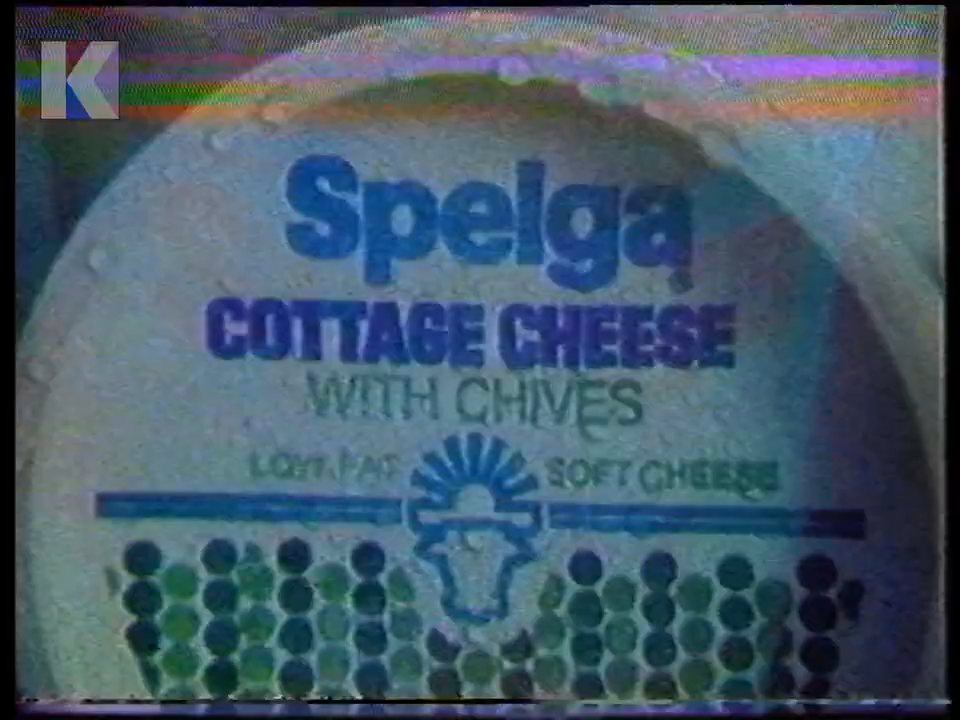 K
Spelga
COTTAGE CHEESE
WITH CHIVES
LOW FAT SOFT CHEESE